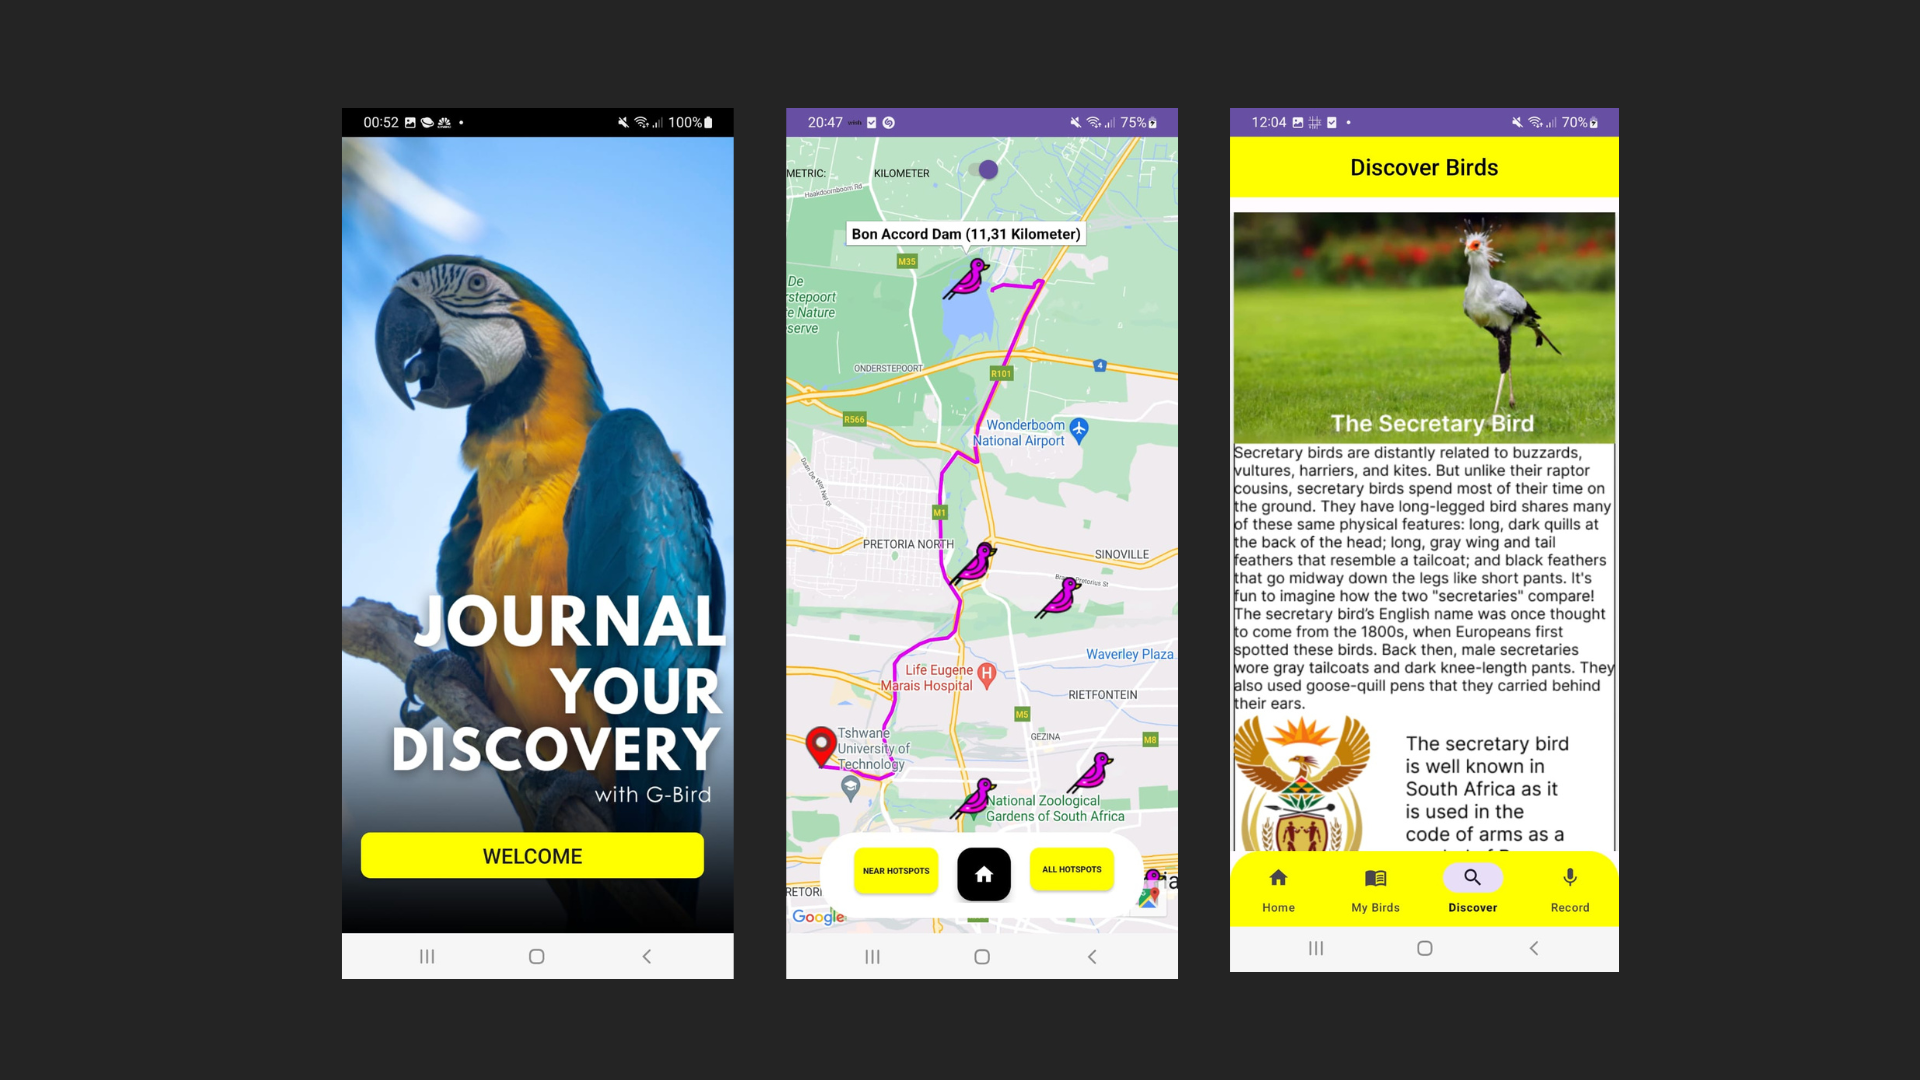 00:52
100%
JOURNAL
YOUR
DISCOVERY
with G-Bird
WELCOME
20:47
75%
METRIC:
KILOMETER
Haakdoornboom Rd
Bon Accord Dam (11,31 Kilometer)
M35
De
rstepoort
e Nature
serve
ONDERSTEPOORT
R101
4
R566
Wonderboom
National Airport
Daan De Wet Nel Dr
M1
PRETORIA NORTH
SINOVILLE
Pretorius St
Waverley Plaza
Life Eugene
Marais Hospital
H
RIETFONTEIN
M5
Tshwane
University of
Technology
GEZINA
M8
National Zoological
Gardens of South Africa
NEAR HOTSPOTS
ALL HOTSPOTS
RETORI
Google
12:04
70%
Discover Birds
The Secretary Bird
Secretary birds are distantly related to buzzards,
vultures, harriers, and kites. But unlike their raptor
cousins, secretary birds spend most of their time on
the ground. They have long-legged bird shares many
of these same physical features: long, dark quills at
the back of the head; long, gray wing and tail
feathers that resemble a tailcoat; and black feathers
that go midway down the legs like short pants. It's
fun to imagine how the two "secretaries" compare!
The secretary bird's English name was once thought
to come from the 1800s, when Europeans first
spotted these birds. Back then, male secretaries
wore gray tailcoats and dark knee-length pants. They
also used goose-quill pens that they carried behind
their ears.
The secretary bird
is well known in
South Africa as it
is used in the
code of arms as a
Home
My Birds
Discover
Record